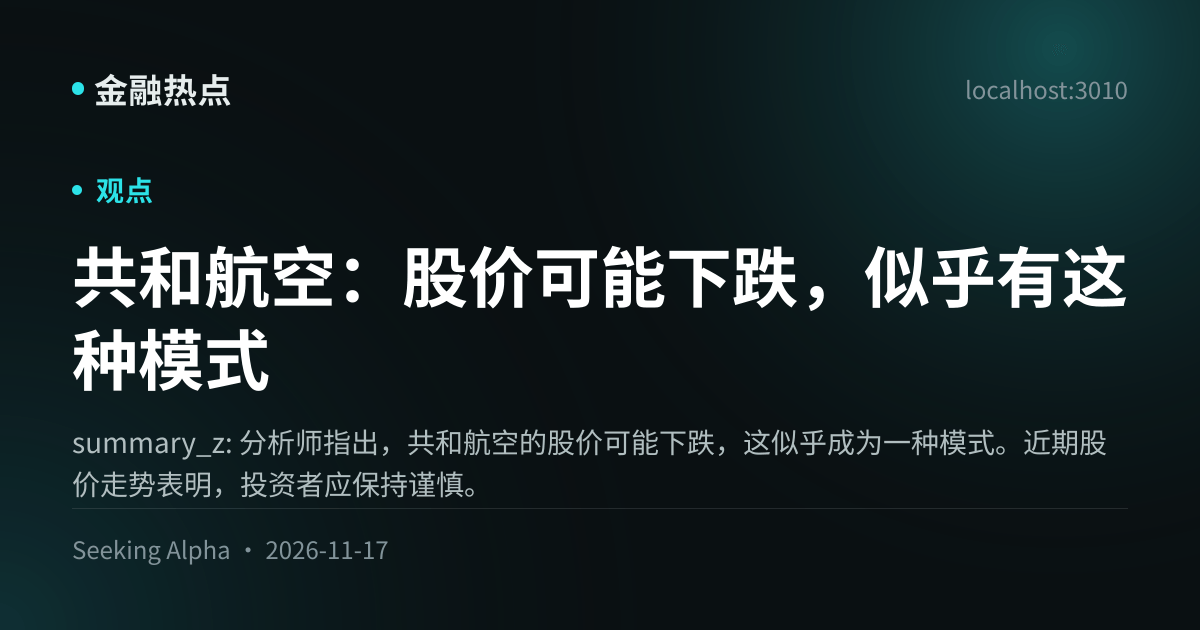 金融热点
localhost:3010
观点
共和航空：股价可能下跌，似乎有这
种模式
summary_z: 分析师指出，共和航空的股价可能下跌，这似乎成为一种模式。近期股
价走势表明，投资者应保持谨慎。
Seeking Alpha · 2026-11-17